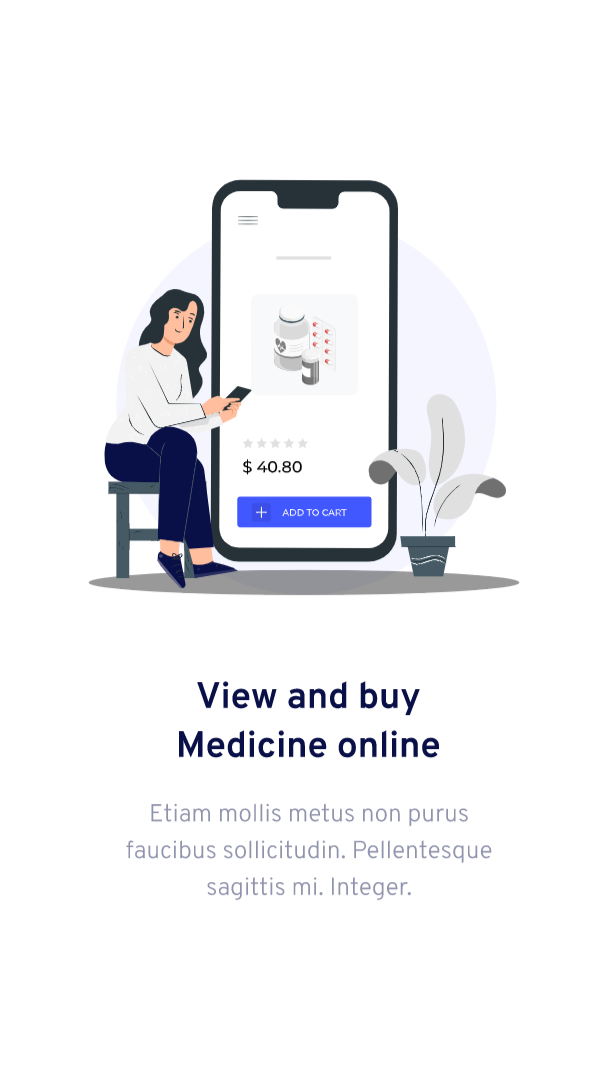 $ 40.80
ADD TO CART
View and buy
Medicine online
Etiam mollis metus non purus
faucibus sollicitudin. Pellentesque
sagittis mi. Integer.